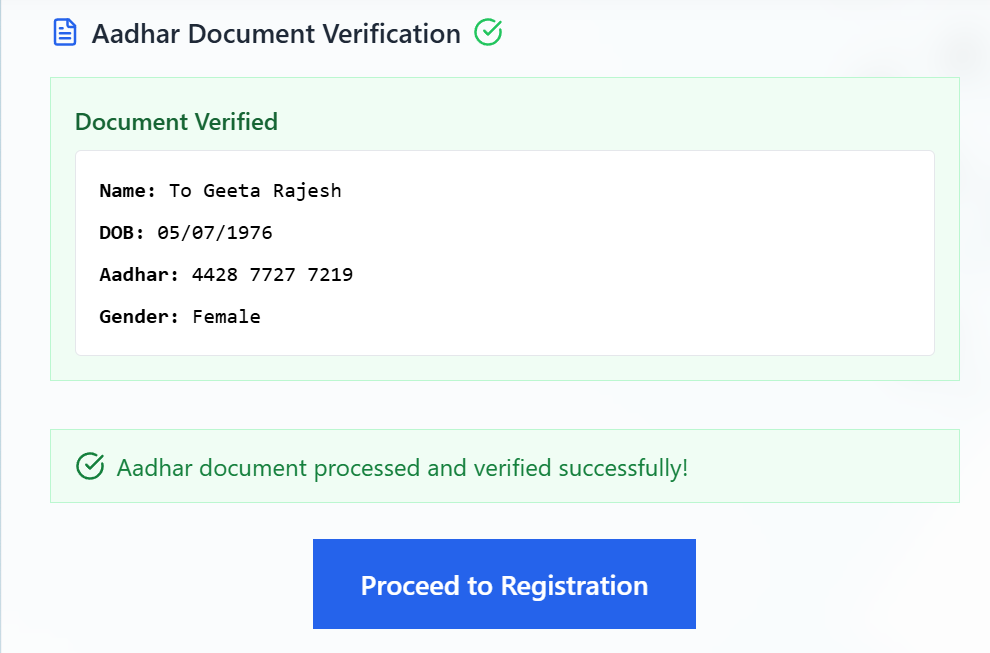 Aadhar Document Verification
Document Verified
Name: To Geeta Rajesh
DOB: 05/07/1976
Aadhar: 4428 7727 7219
Gender: Female
Aadhar document processed and verified successfully!
Proceed to Registration